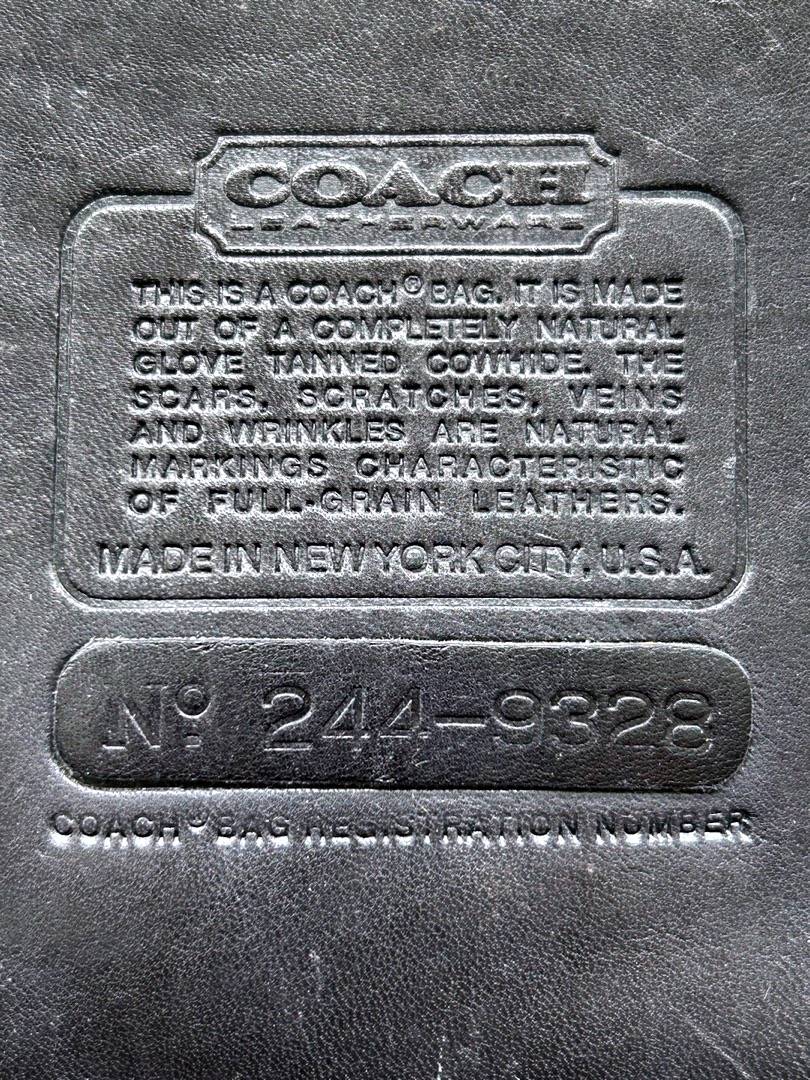 COACH
LEATHERWARE
THIS IS A COACH® BAG. IT IS MADE
OUT OF A COMPLETELY NATURAL
GLOVE TANNED COWHIDE. THE
SCARS, SCRATCHES, VEINS
AND WRINKLES ARE NATURAL
MARKINGS CHARACTERISTIC
OF FULL-GRAIN LEATHERS.
MADE IN NEW YORK CITY, U.S.A.
Nº 244-9328
COACH® BAG REGISTRATION NUMBER